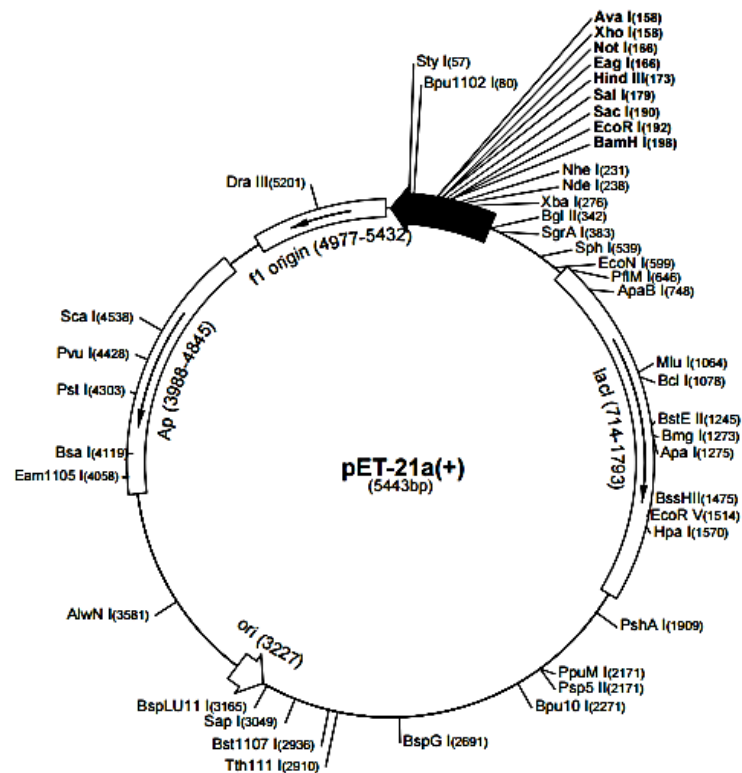 Ava I(158)
Xho I(158)
Not I(166)
Eag I(166)
Hind III(173)
Sal I(179)
Sac I(190)
EcoR I(192)
BamH I(198)
Sty I(57)
Bpu1102 I(80)
Nhe I(231)
Nde I(238)
Xba I(276)
Bgl II(342)
SgrA I(383)
Sph I(539)
EcoN I(599)
PflM I(646)
ApaB I(748)
Dra III(5201)
f1 origin (4977-5432)
Sca I(4538)
Pvu I(4428)
Pst I(4303)
Bsa I(4119)
Eam1105 I(4058)
Ap (3988-4845)
lacI (714-1793)
Mlu I(1064)
Bcl I(1078)
BstE II(1245)
Bmg I(1273)
Apa I(1275)
BssHII(1475)
EcoR V(1514)
Hpa I(1570)
pET-21a(+)
(5443bp)
AlwN I(3581)
ori (3227)
PshA I(1909)
PpuM I(2171)
Psp5 II(2171)
Bpu10 I(2271)
BspLU11 I(3165)
Sap I(3049)
Bst1107 I(2936)
Tth111 I(2910)
BspG I(2691)